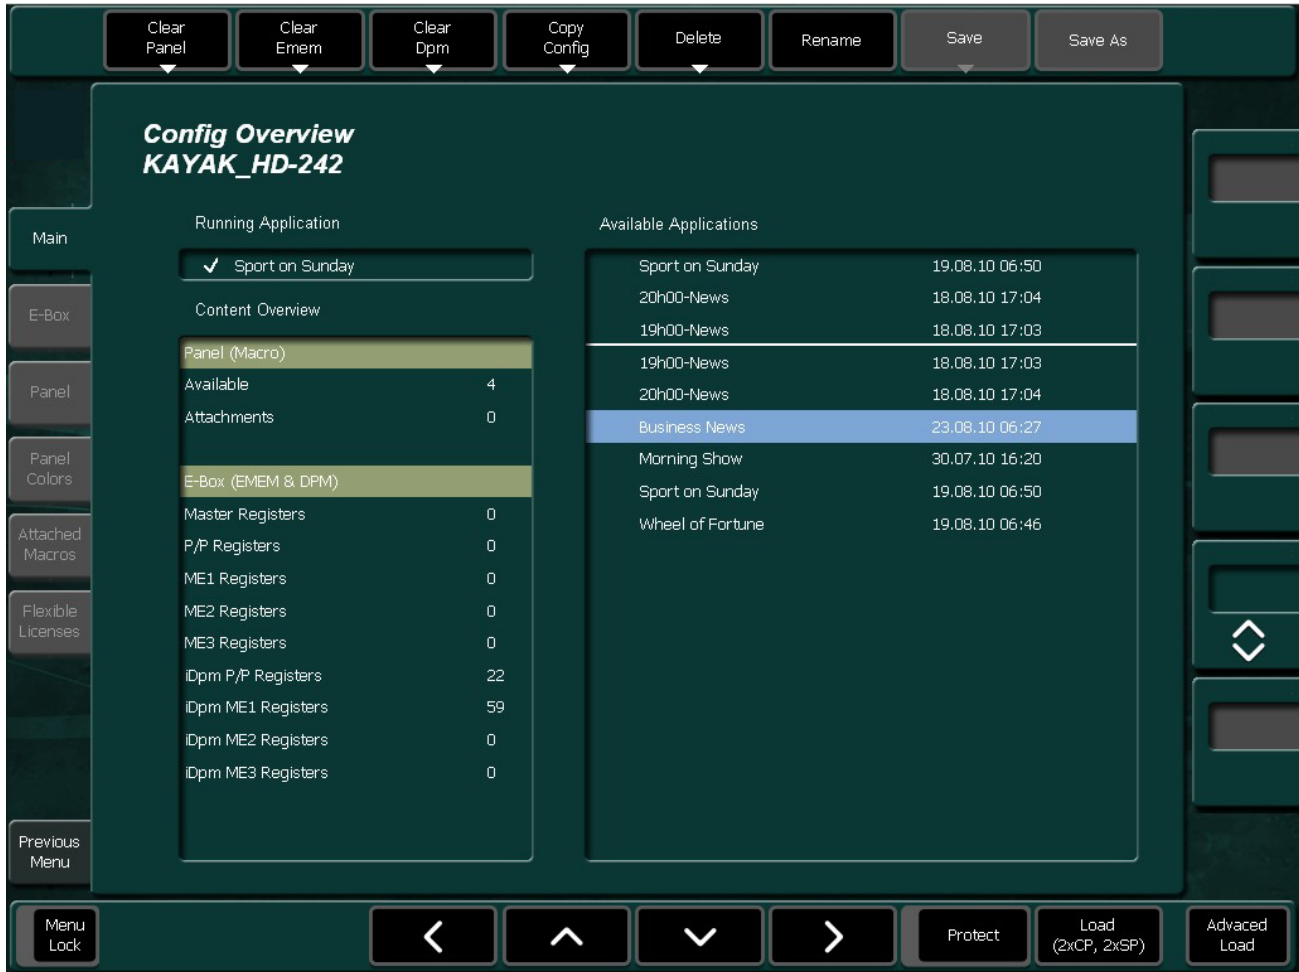 Clear Panel
Clear Emem
Clear Dpm
Copy Config
Delete
Rename
Save
Save As
Config Overview
KAYAK_HD-242
Main
E-Box
Panel
Panel Colors
Attached Macros
Flexible Licenses
Previous Menu
Running Application
Sport on Sunday
Content Overview
Panel (Macro)
Available 4
Attachments 0
E-Box (EMEM & DPM)
Master Registers 0
P/P Registers 0
ME1 Registers 0
ME2 Registers 0
ME3 Registers 0
iDpm P/P Registers 22
iDpm ME1 Registers 59
iDpm ME2 Registers 0
iDpm ME3 Registers 0
Available Applications
Sport on Sunday 19.08.10 06:50
20h00-News 18.08.10 17:04
19h00-News 18.08.10 17:03
19h00-News 18.08.10 17:03
20h00-News 18.08.10 17:04
Business News 23.08.10 06:27
Morning Show 30.07.10 16:20
Sport on Sunday 19.08.10 06:50
Wheel of Fortune 19.08.10 06:46
Menu Lock
Protect
Load (2xCP, 2xSP)
Advaced Load